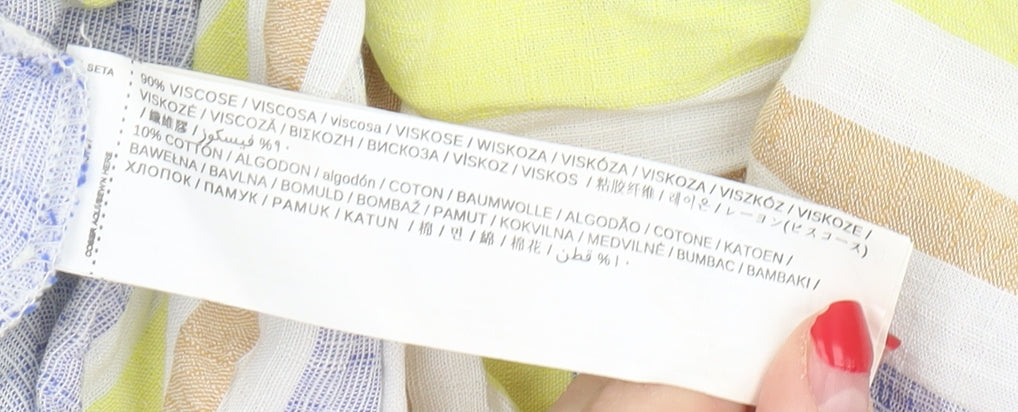 SETA
90% VISCOSE / VISCOSA / viscosa / VISKOSE / WISKOZA / VISKÓZA / VISKOZA / VISZKÓZ / VISKOZE /
VISKOZĖ / VISCOZĂ / ΒΙΣΚΟΖΗ / ВИСКОЗА / VİSKOZ / VISKOS / 粘胶纤维 / 레이온 / レーヨン(ビスコース)
/ 纖維膠 / فيسكوز %٩٠
10% COTTON / ALGODON / algodón / COTON / BAUMWOLLE / ALGODÃO / COTONE / KATOEN /
BAWEŁNA / BAVLNA / BOMULD / BOMBAŽ / PAMUT / KOKVILNA / MEDVILNĖ / BUMBAC / BAMBAKI /
ХЛОПОК / ПАМУК / PAMUK / KATUN / 棉 / 면 / 綿 / 棉花 / قطن %١٠